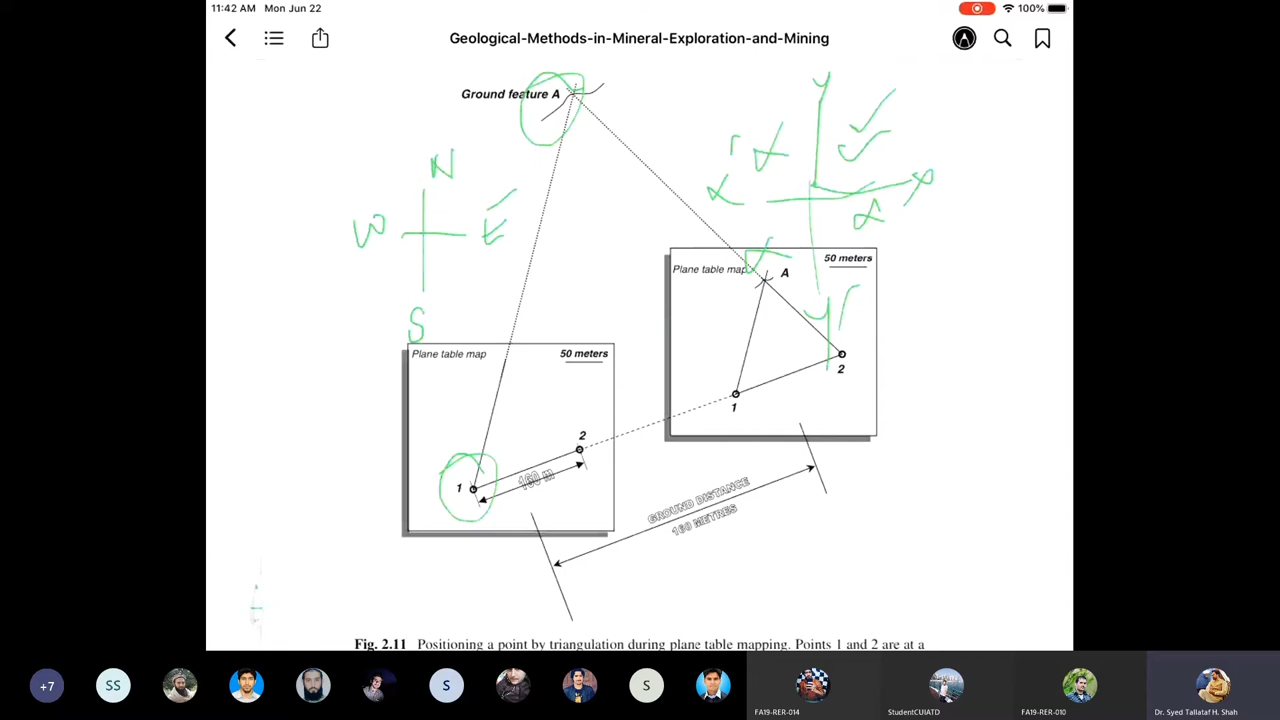 11:42 AM Mon Jun 22
100%
Geological-Methods-in-Mineral-Exploration-and-Mining
Ground feature A
N
W
E
S
y
x
y
Plane table map
50 meters
A
2
1
Plane table map
50 meters
2
1
160 m
GROUND DISTANCE
160 METRES
Fig. 2.11 Positioning a point by triangulation during plane table mapping. Points 1 and 2 are at a
+7
SS
S
S
FA19-RER-014
StudentCUIATD
FA19-RER-010
Dr. Syed Tallataf H. Shah